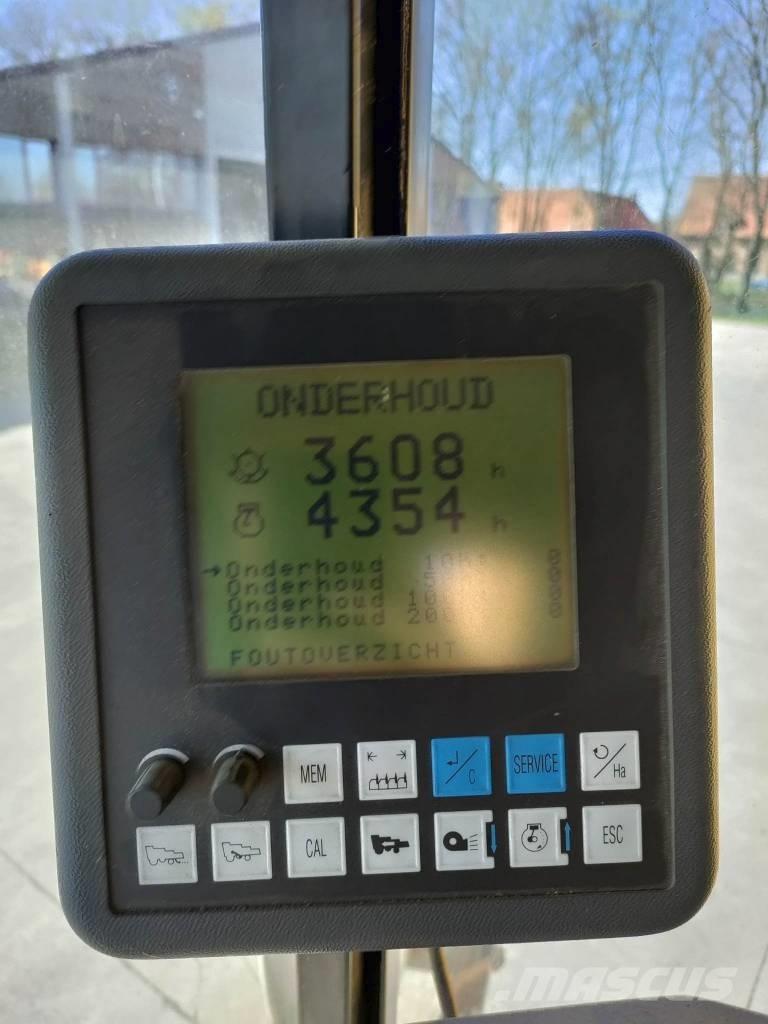 ONDERHOUD
3608 h
4354 h
→Onderhoud
Onderhoud
Onderhoud
Onderhoud
FOUTOVERZICHT
MEM
C
SERVICE
Ha
CAL
ESC
MASCUS